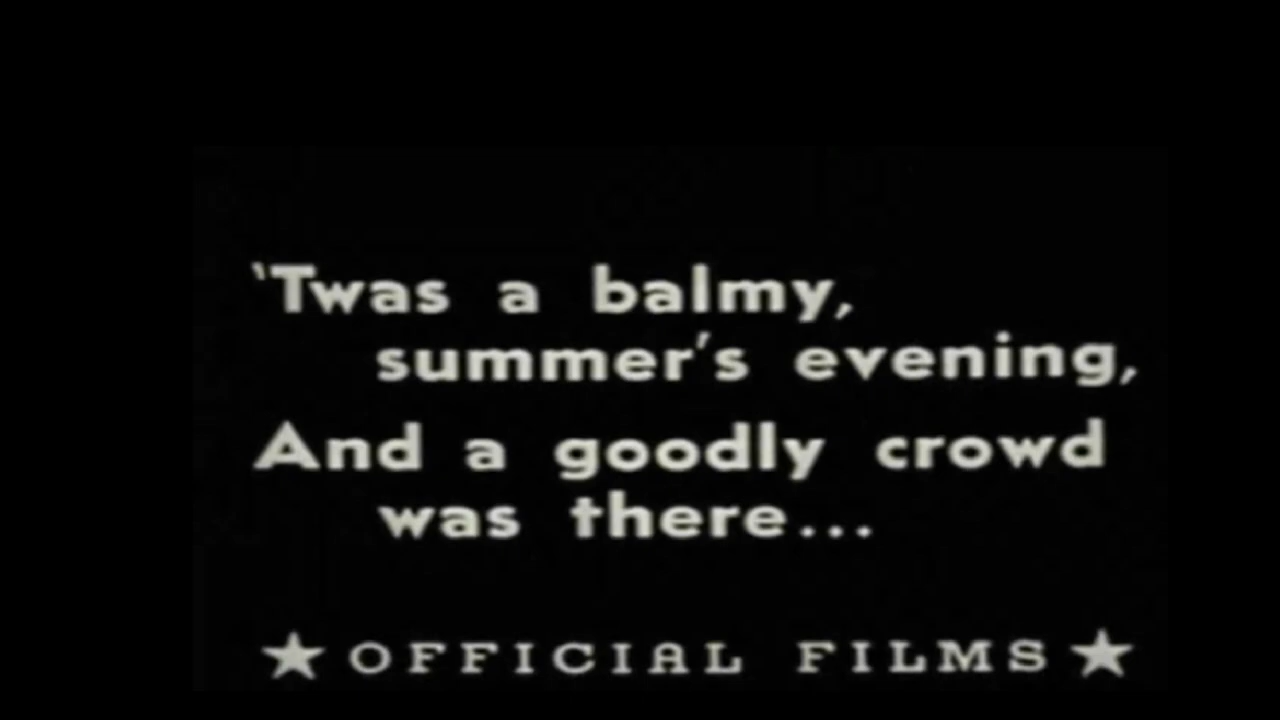 ‘Twas a balmy,
summer's evening,
And a goodly crowd
was there...
★ OFFICIAL FILMS ★